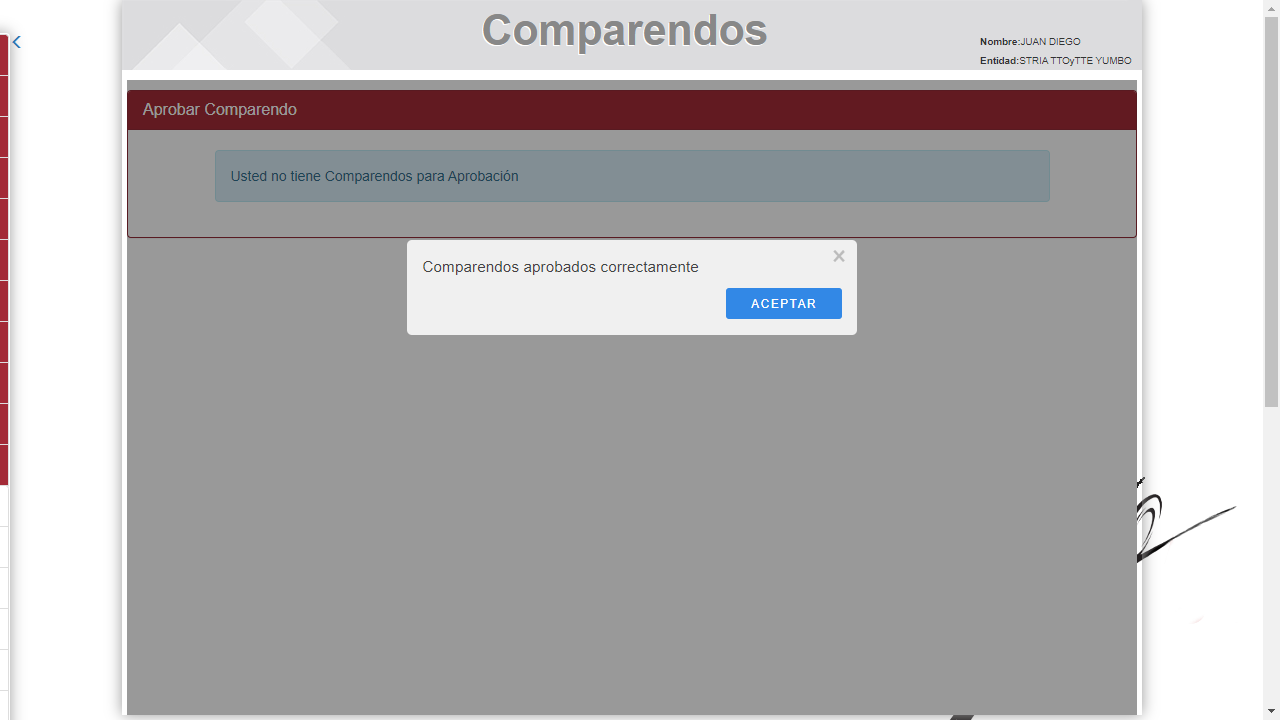 Comparendos
Nombre:JUAN DIEGO
Entidad:STRIA TTOyTTE YUMBO
Aprobar Comparendo
Usted no tiene Comparendos para Aprobación
×
Comparendos aprobados correctamente
ACEPTAR